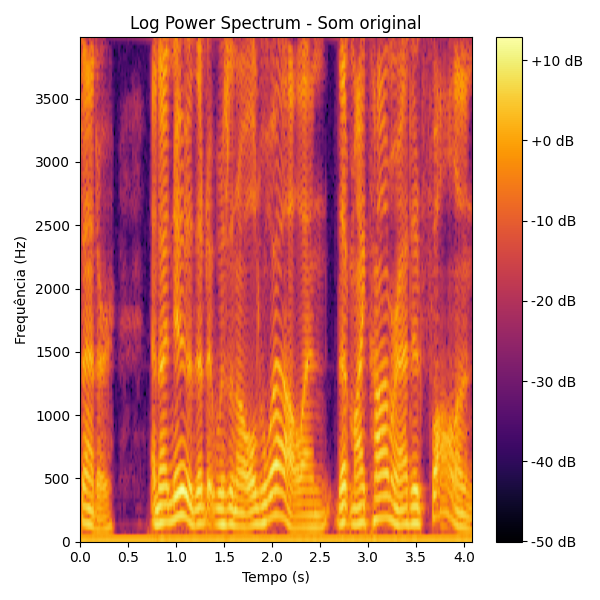 Log Power Spectrum - Som original
Frequência (Hz)
3500
3000
2500
2000
1500
1000
500
0
0.0 0.5 1.0 1.5 2.0 2.5 3.0 3.5 4.0
Tempo (s)
+10 dB
+0 dB
-10 dB
-20 dB
-30 dB
-40 dB
-50 dB